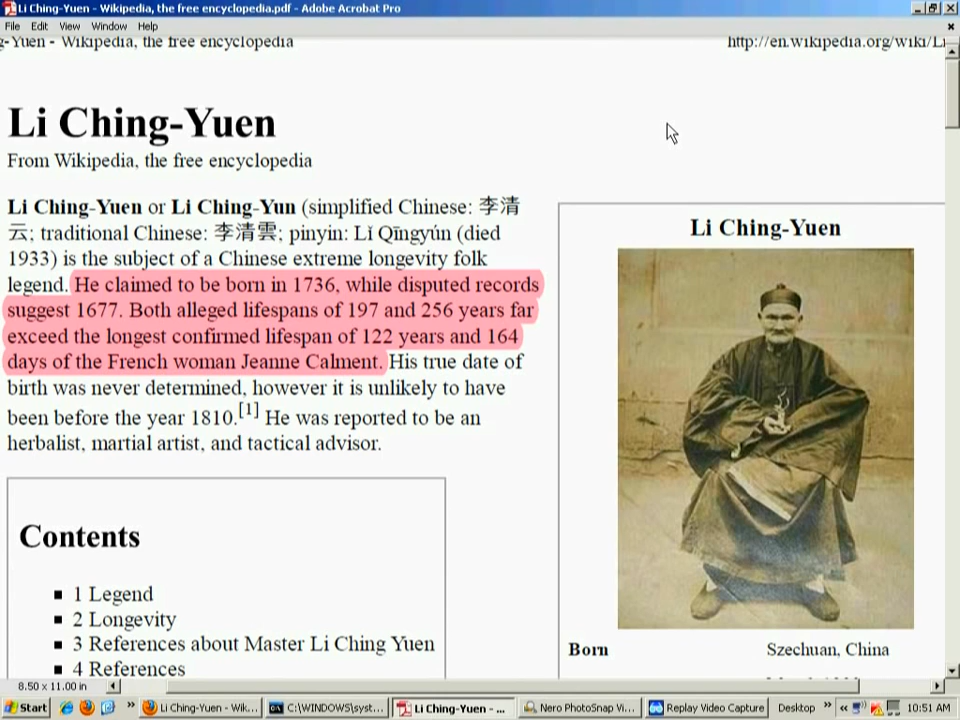 Li Ching-Yuen - Wikipedia, the free encyclopedia.pdf - Adobe Acrobat Pro
File Edit View Window Help
g-Yuen - Wikipedia, the free encyclopedia
http://en.wikipedia.org/wiki/Li
Li Ching-Yuen
From Wikipedia, the free encyclopedia
Li Ching-Yuen or Li Ching-Yun (simplified Chinese: 李清
云; traditional Chinese: 李清雲; pinyin: Lǐ Qīngyún (died
1933) is the subject of a Chinese extreme longevity folk
legend. He claimed to be born in 1736, while disputed records
suggest 1677. Both alleged lifespans of 197 and 256 years far
exceed the longest confirmed lifespan of 122 years and 164
days of the French woman Jeanne Calment. His true date of
birth was never determined, however it is unlikely to have
been before the year 1810.[1] He was reported to be an
herbalist, martial artist, and tactical advisor.
Contents
1 Legend
2 Longevity
3 References about Master Li Ching Yuen
4 References
Li Ching-Yuen
Born Szechuan, China
8.50 x 11.00 in
Start Li Ching-Yuen - Wik... C:\WINDOWS\syst... Li Ching-Yuen - ... Nero PhotoSnap Vi... Replay Video Capture Desktop 10:51 AM